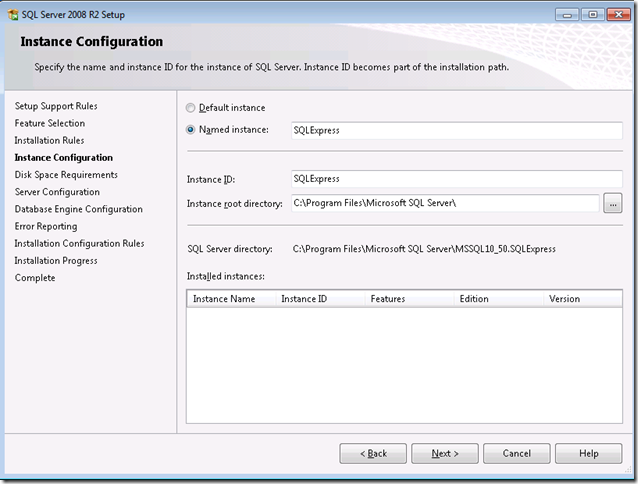 SQL Server 2008 R2 Setup
Instance Configuration
Specify the name and instance ID for the instance of SQL Server. Instance ID becomes part of the installation path.
Setup Support Rules
Feature Selection
Installation Rules
Instance Configuration
Disk Space Requirements
Server Configuration
Database Engine Configuration
Error Reporting
Installation Configuration Rules
Installation Progress
Complete
Default instance
Named instance: SQLExpress
Instance ID: SQLExpress
Instance root directory: C:\Program Files\Microsoft SQL Server\ ...
SQL Server directory: C:\Program Files\Microsoft SQL Server\MSSQL10_50.SQLExpress
Installed instances:
Instance Name Instance ID Features Edition Version
< Back Next > Cancel Help